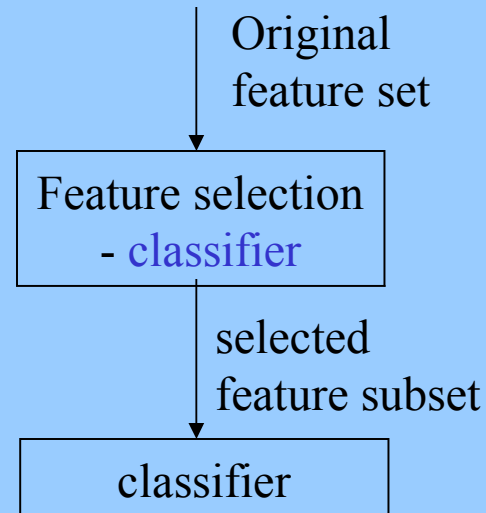 Original
feature set
Feature selection
- classifier
selected
feature subset
classifier